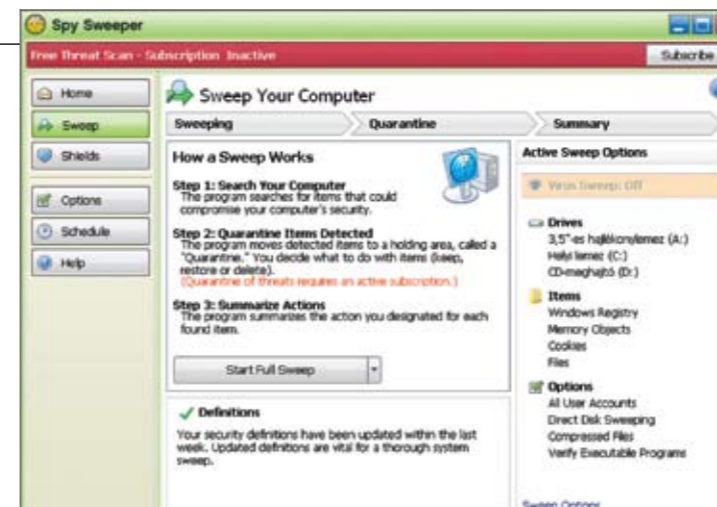 Spy Sweeper
Free Threat Scan - Subscription Inactive
Subscribe
Home
Sweep
Shields
Options
Schedule
Help
Sweep Your Computer
Sweeping
Quarantine
Summary
How a Sweep Works
Step 1: Search Your Computer
The program searches for items that could
compromise your computer's security.
Step 2: Quarantine Items Detected
The program moves detected items to a holding area, called a
"Quarantine." You decide what to do with items (keep,
restore or delete).
(Quarantine of threats requires an active subscription.)
Step 3: Summarize Actions
The program summarizes the action you designated for each
found item.
Start Full Sweep
Definitions
Your security definitions have been updated within the last
week. Updated definitions are vital for a thorough system
sweep.
Active Sweep Options
Virus Sweep: Off
Drives
3,5"-es hajlékonylemez (A:)
Helyi lemez (C:)
CD-meghajtó (D:)
Items
Windows Registry
Memory Objects
Cookies
Files
Options
All User Accounts
Direct Disk Sweeping
Compressed Files
Verify Executable Programs
Sweep Options